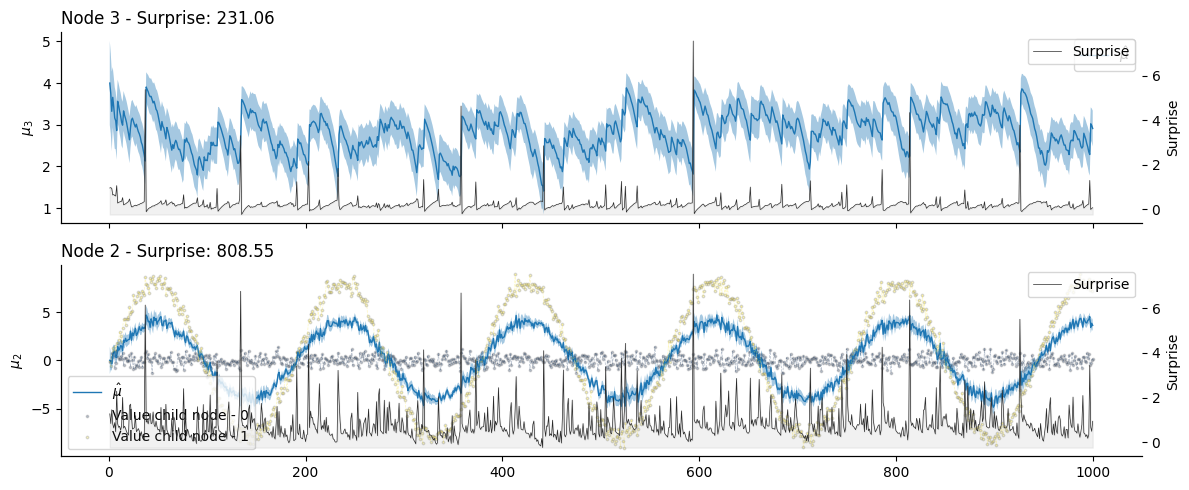 Node 3 - Surprise: 231.06
5
4
3
2
1
μ3
Surprise
μ̂
6
4
2
0
Surprise
Node 2 - Surprise: 808.55
5
0
−5
μ2
μ̂
Value child node - 0
Value child node - 1
Surprise
6
4
2
0
Surprise
0 200 400 600 800 1000